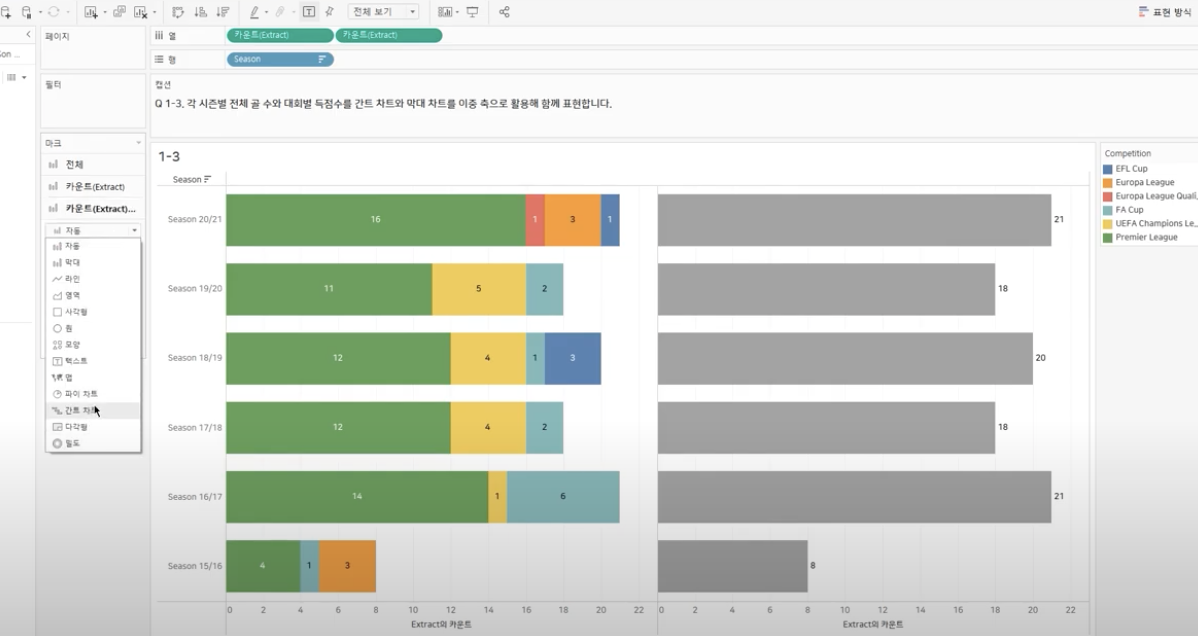 전체 보기
표현 방식
페이지
iii 열
카운트(Extract)
카운트(Extract)
행
Season
필터
캡션
Q 1-3. 각 시즌별 전체 골 수와 대회별 득점수를 간트 차트와 막대 차트를 이중 축으로 활용해 함께 표현합니다.
마크
전체
카운트(Extract)
카운트(Extract)...
자동
자동
막대
라인
영역
사각형
원
모양
텍스트
맵
파이 차트
간트 차트
다각형
밀도
1-3
Season
Season 20/21
16
1
3
1
21
Season 19/20
11
5
2
18
Season 18/19
12
4
1
3
20
Season 17/18
12
4
2
18
Season 16/17
14
1
6
21
Season 15/16
4
1
3
8
0 2 4 6 8 10 12 14 16 18 20 22
0 2 4 6 8 10 12 14 16 18 20 22
Extract의 카운트
Extract의 카운트
Competition
EFL Cup
Europa League
Europa League Quali..
FA Cup
UEFA Champions Le..
Premier League